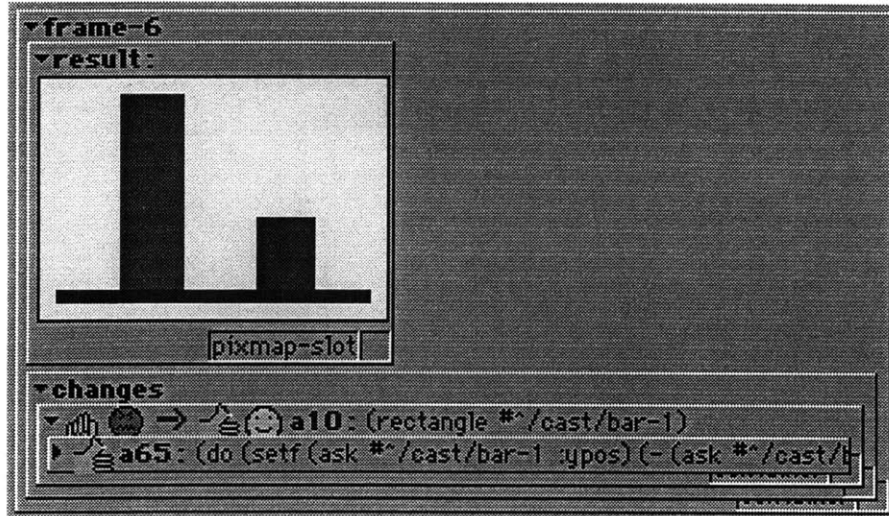 frame-6
result:
pixmap-slot
changes
a10: (rectangle #^/cast/bar-1)
a65: (do (setf (ask #^/cast/bar-1 :ypos) (- (ask #^/cast/b